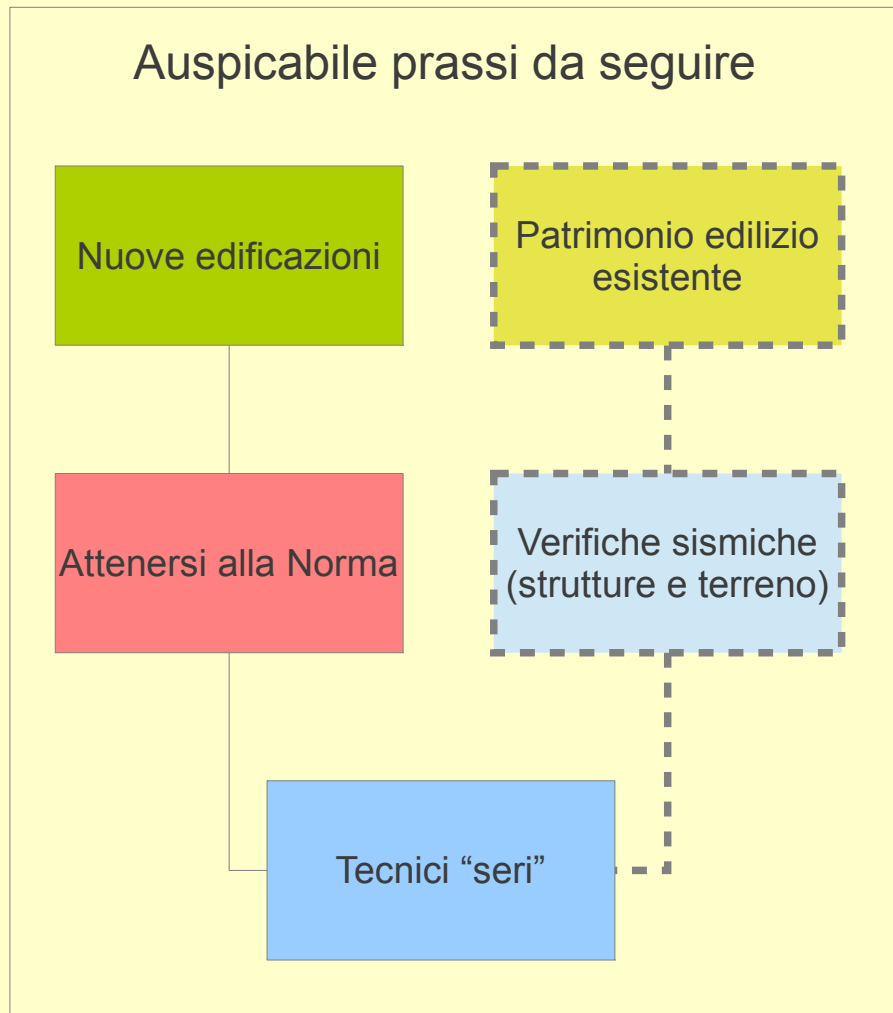 Auspicabile prassi da seguire
Nuove edificazioni
Patrimonio edilizio
esistente
Attenersi alla Norma
Verifiche sismiche
(strutture e terreno)
Tecnici “seri”